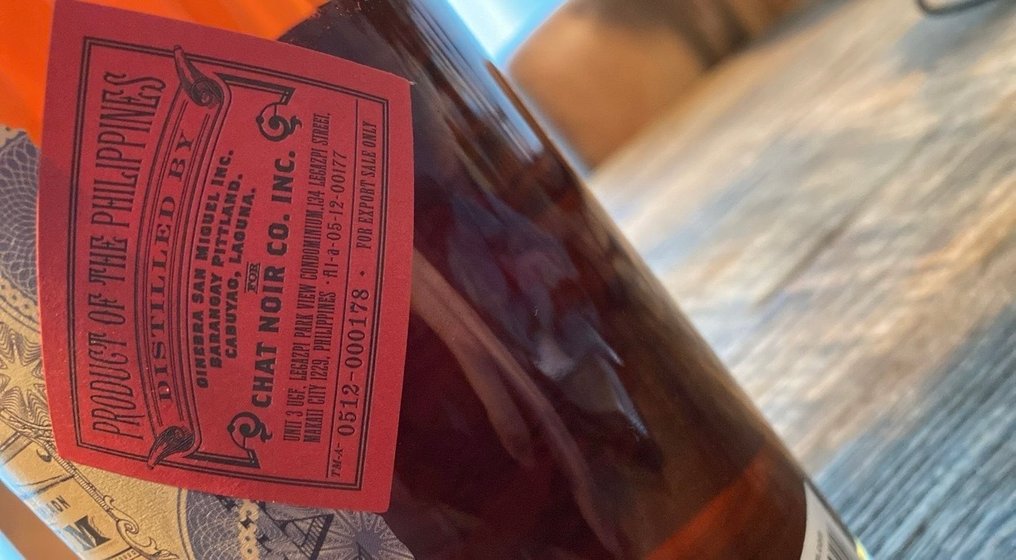 PRODUCT OF THE PHILIPPINES
DISTILLED BY
GINEBRA SAN MIGUEL INC.
BARANGAY PITTLAND,
CABUYAO, LAGUNA.
FOR
CHAT NOIR CO. INC.
UNIT 3 UGF, LEGAZPI PARK VIEW CONDOMINIUM, 134 LEGAZPI STREET,
MAKATI CITY 1229, PHILIPPINES · A1-a-05-12-00177
TM-A 0512-000178 • FOR EXPORT SALE ONLY